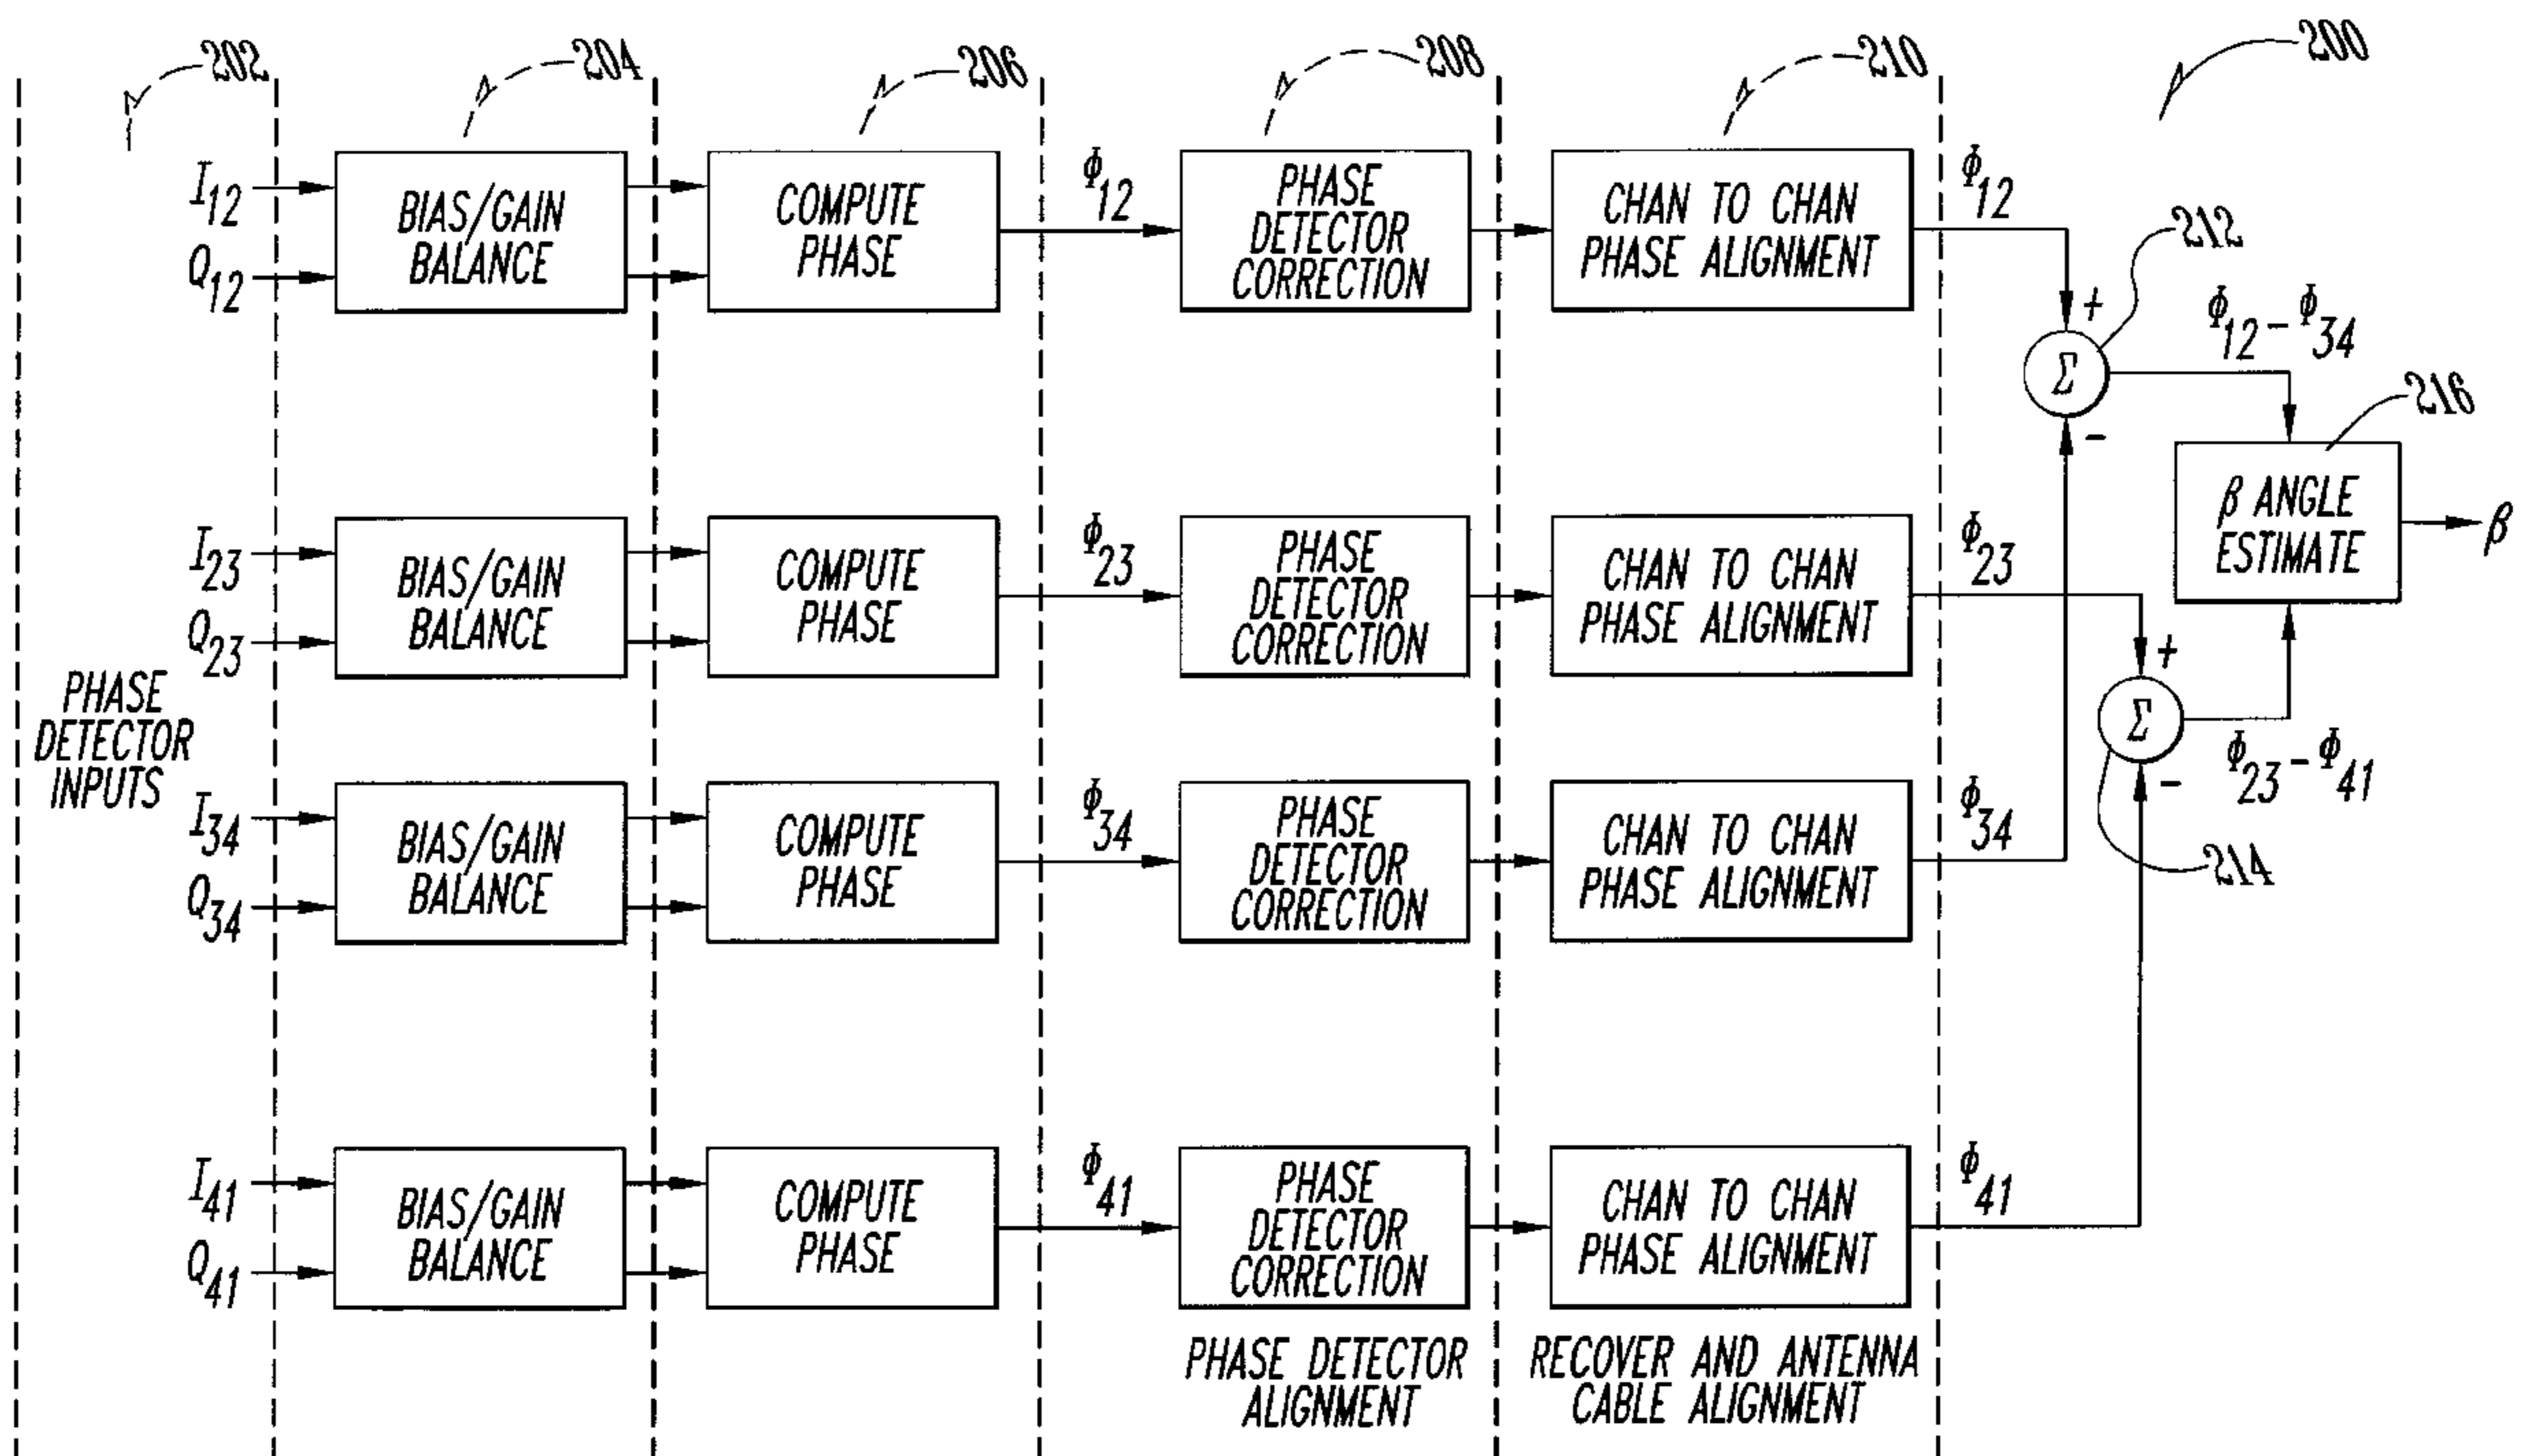 202
204
206
208
210
200
I12
Q12
BIAS/GAIN
BALANCE
COMPUTE
PHASE
Φ12
PHASE
DETECTOR
CORRECTION
CHAN TO CHAN
PHASE ALIGNMENT
Φ12
+
Σ
-
212
Φ12 - Φ34
216
β ANGLE
ESTIMATE
β
I23
Q23
BIAS/GAIN
BALANCE
COMPUTE
PHASE
Φ23
PHASE
DETECTOR
CORRECTION
CHAN TO CHAN
PHASE ALIGNMENT
Φ23
+
Σ
-
Φ23 - Φ41
214
PHASE
DETECTOR
INPUTS
I34
Q34
BIAS/GAIN
BALANCE
COMPUTE
PHASE
Φ34
PHASE
DETECTOR
CORRECTION
CHAN TO CHAN
PHASE ALIGNMENT
Φ34
I41
Q41
BIAS/GAIN
BALANCE
COMPUTE
PHASE
Φ41
PHASE
DETECTOR
CORRECTION
CHAN TO CHAN
PHASE ALIGNMENT
Φ41
PHASE DETECTOR
ALIGNMENT
RECOVER AND ANTENNA
CABLE ALIGNMENT